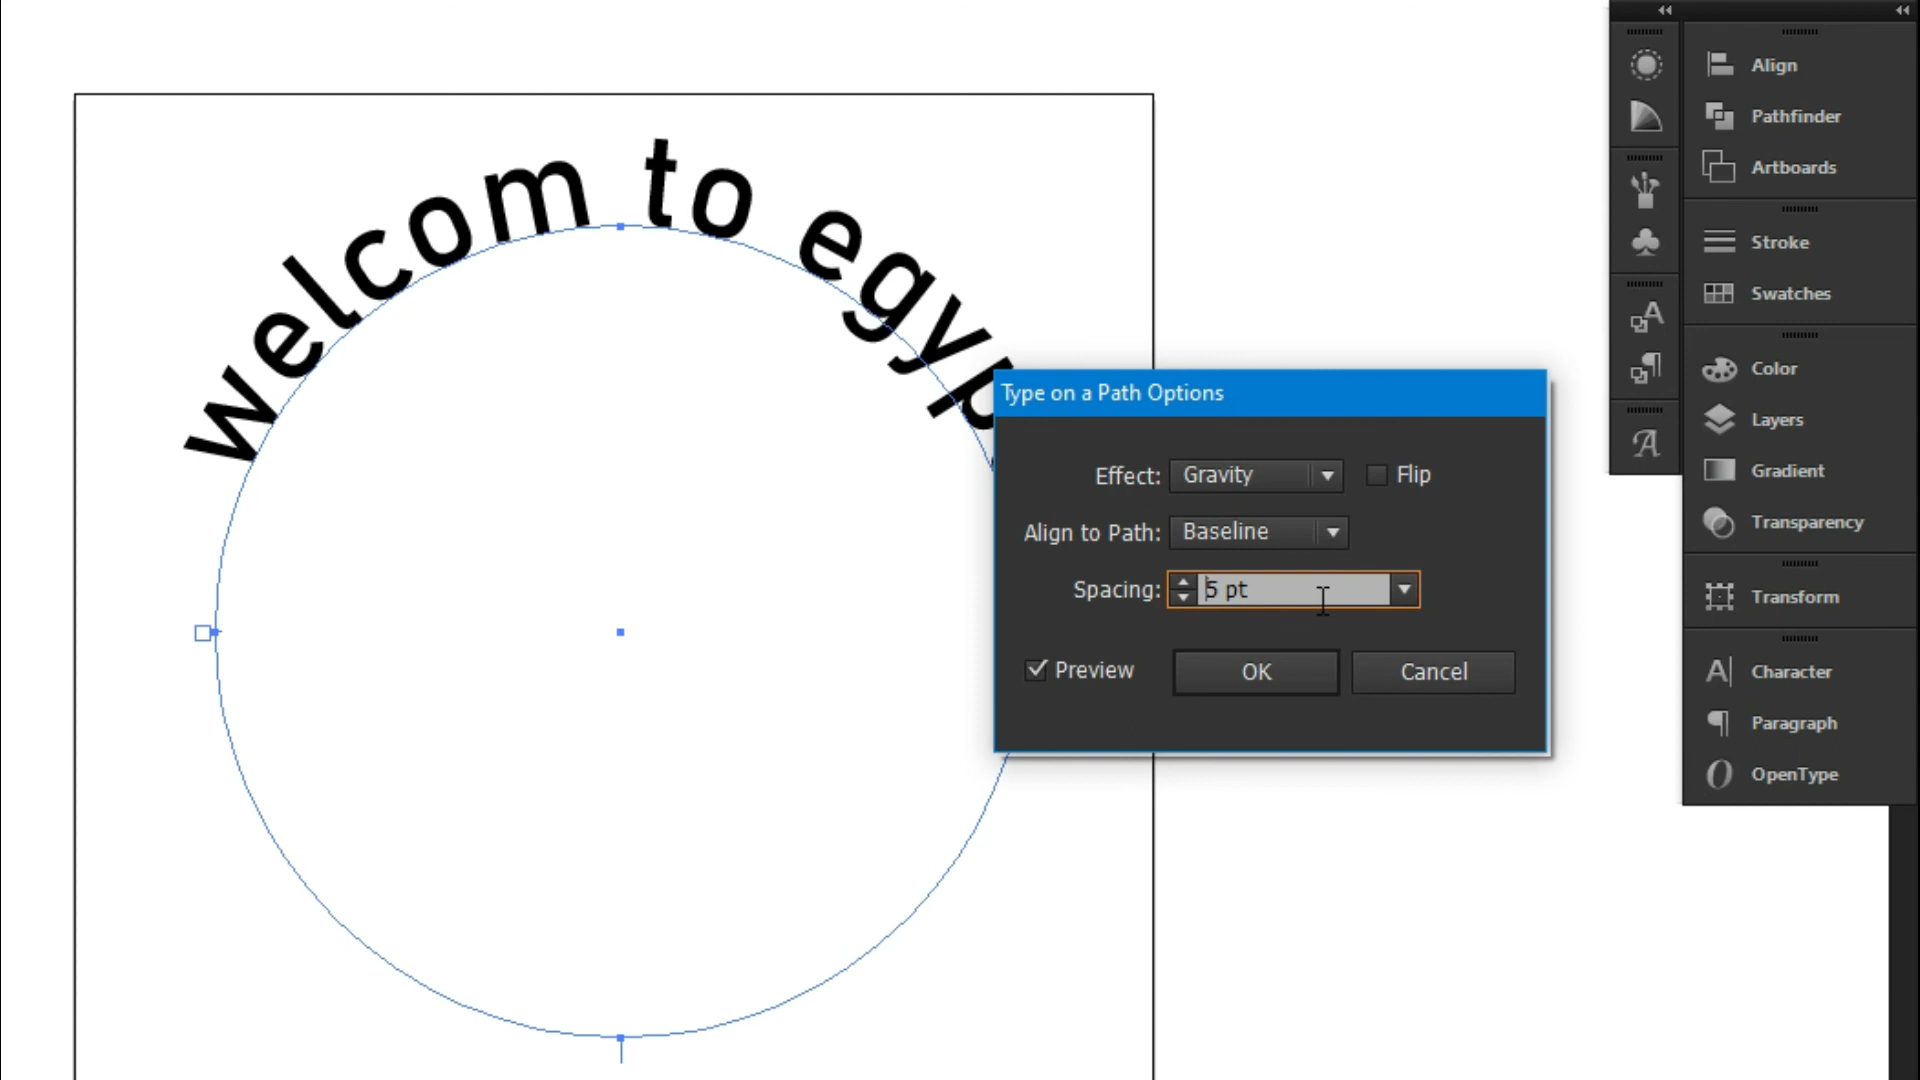 welcom to egyp
Type on a Path Options
Effect: Gravity Flip
Align to Path: Baseline
Spacing: 5 pt
Preview OK Cancel
Align
Pathfinder
Artboards
Stroke
Swatches
Color
Layers
Gradient
Transparency
Transform
Character
Paragraph
OpenType